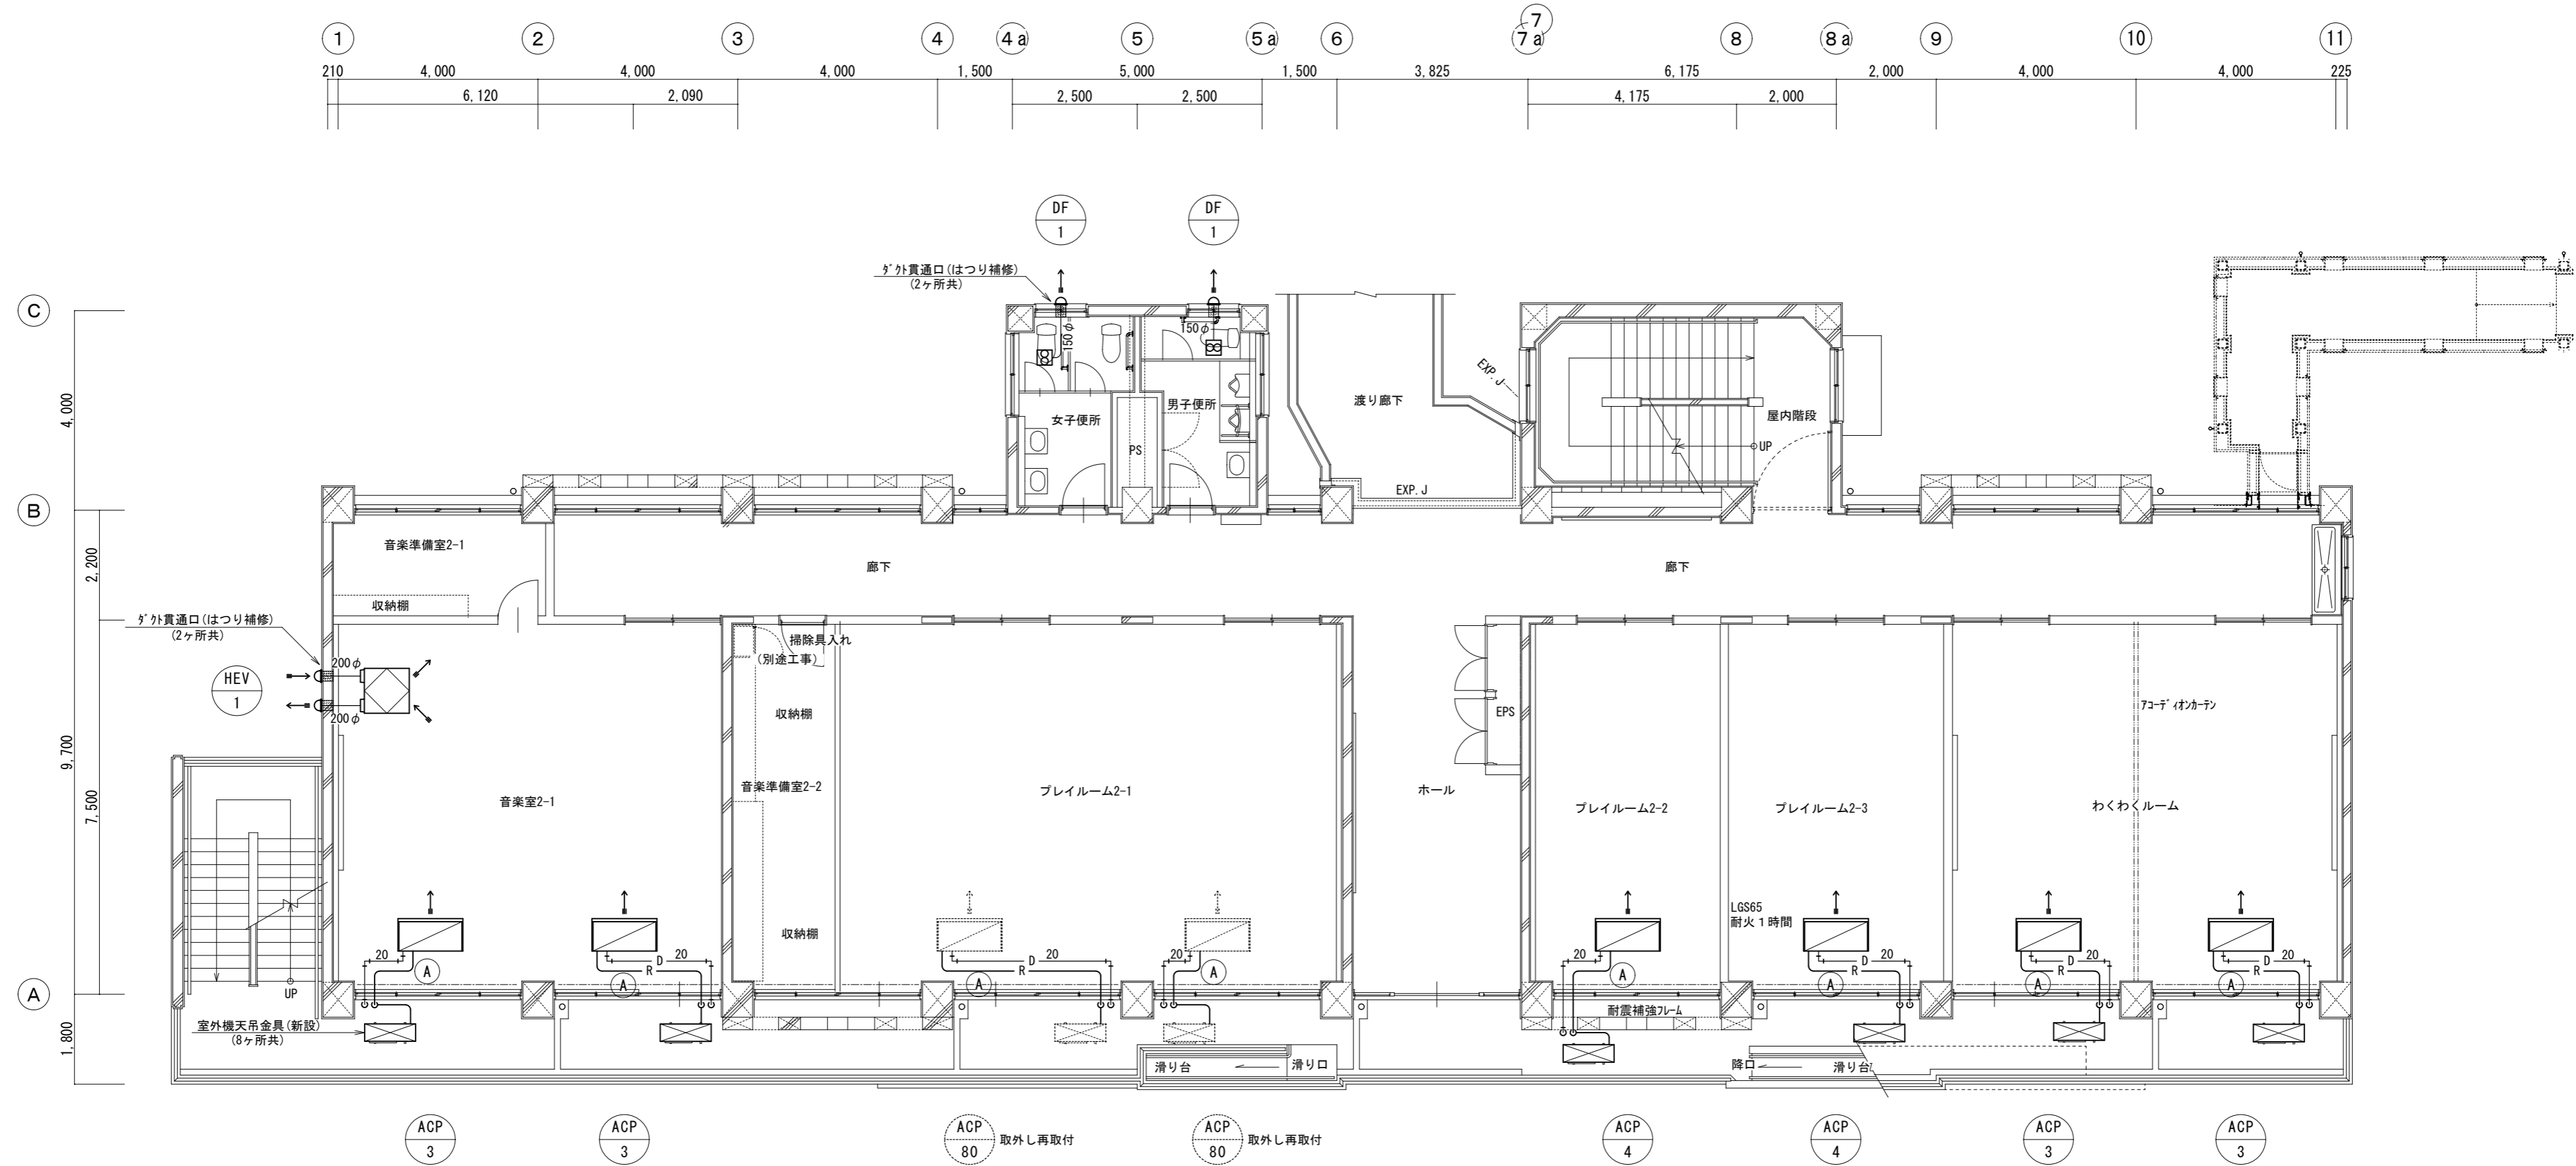 1
2
3
4
4a
5
5a
6
7
7a
8
8a
9
10
11
210
4,000
4,000
4,000
1,500
5,000
1,500
3,825
6,175
2,000
4,000
4,000
225
6,120
2,090
2,500
2,500
4,175
2,000
DF
1
DF
1
ﾀﾞｸﾄ貫通口(はつり補修)
(2ヶ所共)
C
150φ
150φ
EXP.J
4,000
渡り廊下
男子便所
女子便所
屋内階段
PS
UP
EXP.J
B
音楽準備室2-1
2,200
廊下
廊下
収納棚
ﾀﾞｸﾄ貫通口(はつり補修)
(2ヶ所共)
掃除具入れ
(別途工事)
200φ
HEV
1
200φ
収納棚
EPS
ｱｺｰﾃﾞｨｵﾝｶｰﾃﾝ
9,700
7,500
音楽室2-1
音楽準備室2-2
プレイルーム2-1
ホール
プレイルーム2-2
プレイルーム2-3
わくわくルーム
LGS65
耐火1時間
収納棚
20
A
D
20
R
A
D
20
R
A
20
A
20
A
D
20
R
A
D
20
R
A
D
20
R
A
A
UP
1,800
室外機天吊金具(新設)
(8ヶ所共)
耐震補強ﾌﾚｰﾑ
滑り台
滑り口
降口
滑り台
ACP
3
ACP
3
ACP
80
取外し再取付
ACP
80
取外し再取付
ACP
4
ACP
4
ACP
3
ACP
3